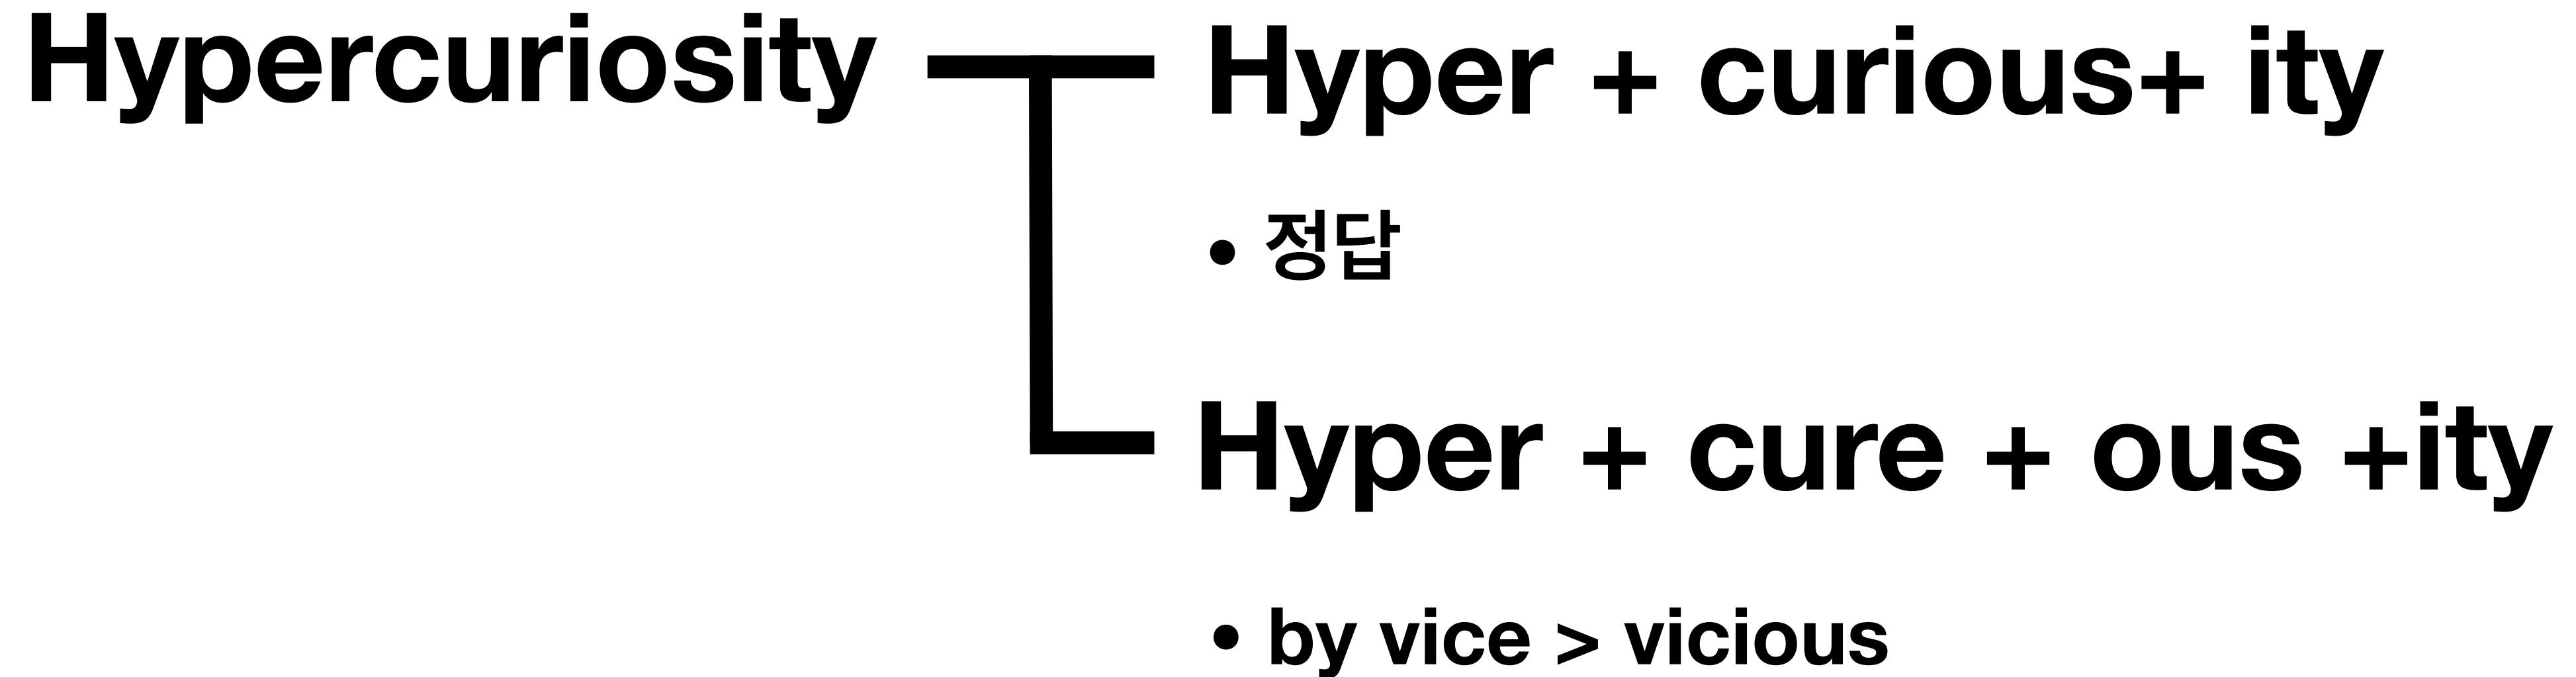 Hypercuriosity
Hyper + curious+ ity
• 정답
Hyper + cure + ous +ity
• by vice > vicious